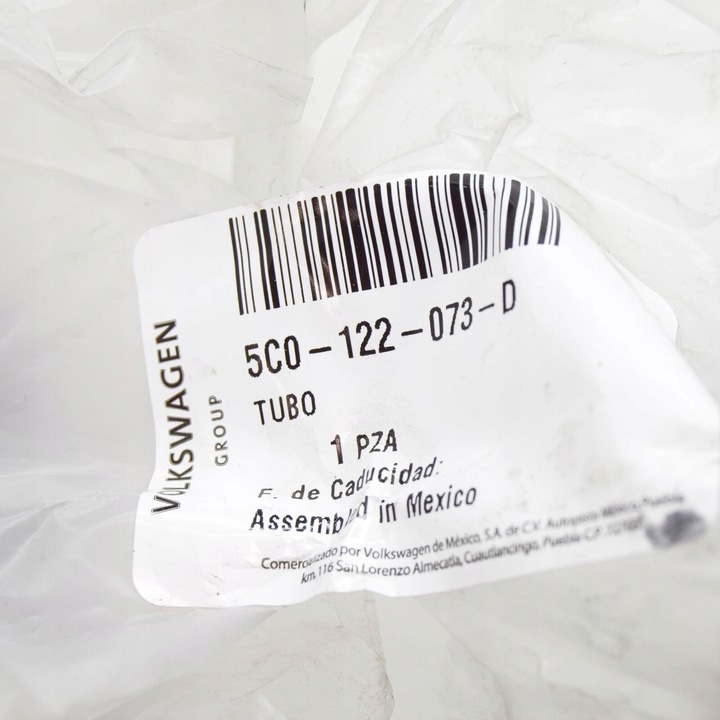 VOLKSWAGEN
GROUP
5C0-122-073-D
TUBO
1 PZA
F. de Caducidad:
Assembled in Mexico
Comercializado por Volkswagen de México, S.A. de C.V. Autopista México Puebla
km. 116 San Lorenzo Almecatla, Cuautlancingo, Puebla C.P.